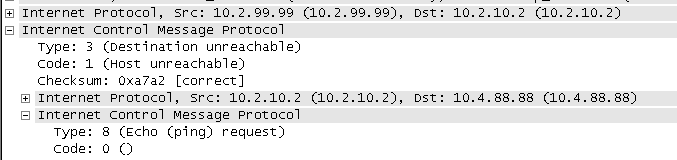 Internet Protocol, Src: 10.2.99.99 (10.2.99.99), Dst: 10.2.10.2 (10.2.10.2)
Internet Control Message Protocol
Type: 3 (Destination unreachable)
Code: 1 (Host unreachable)
Checksum: 0xa7a2 [correct]
Internet Protocol, Src: 10.2.10.2 (10.2.10.2), Dst: 10.4.88.88 (10.4.88.88)
Internet Control Message Protocol
Type: 8 (Echo (ping) request)
Code: 0 ()